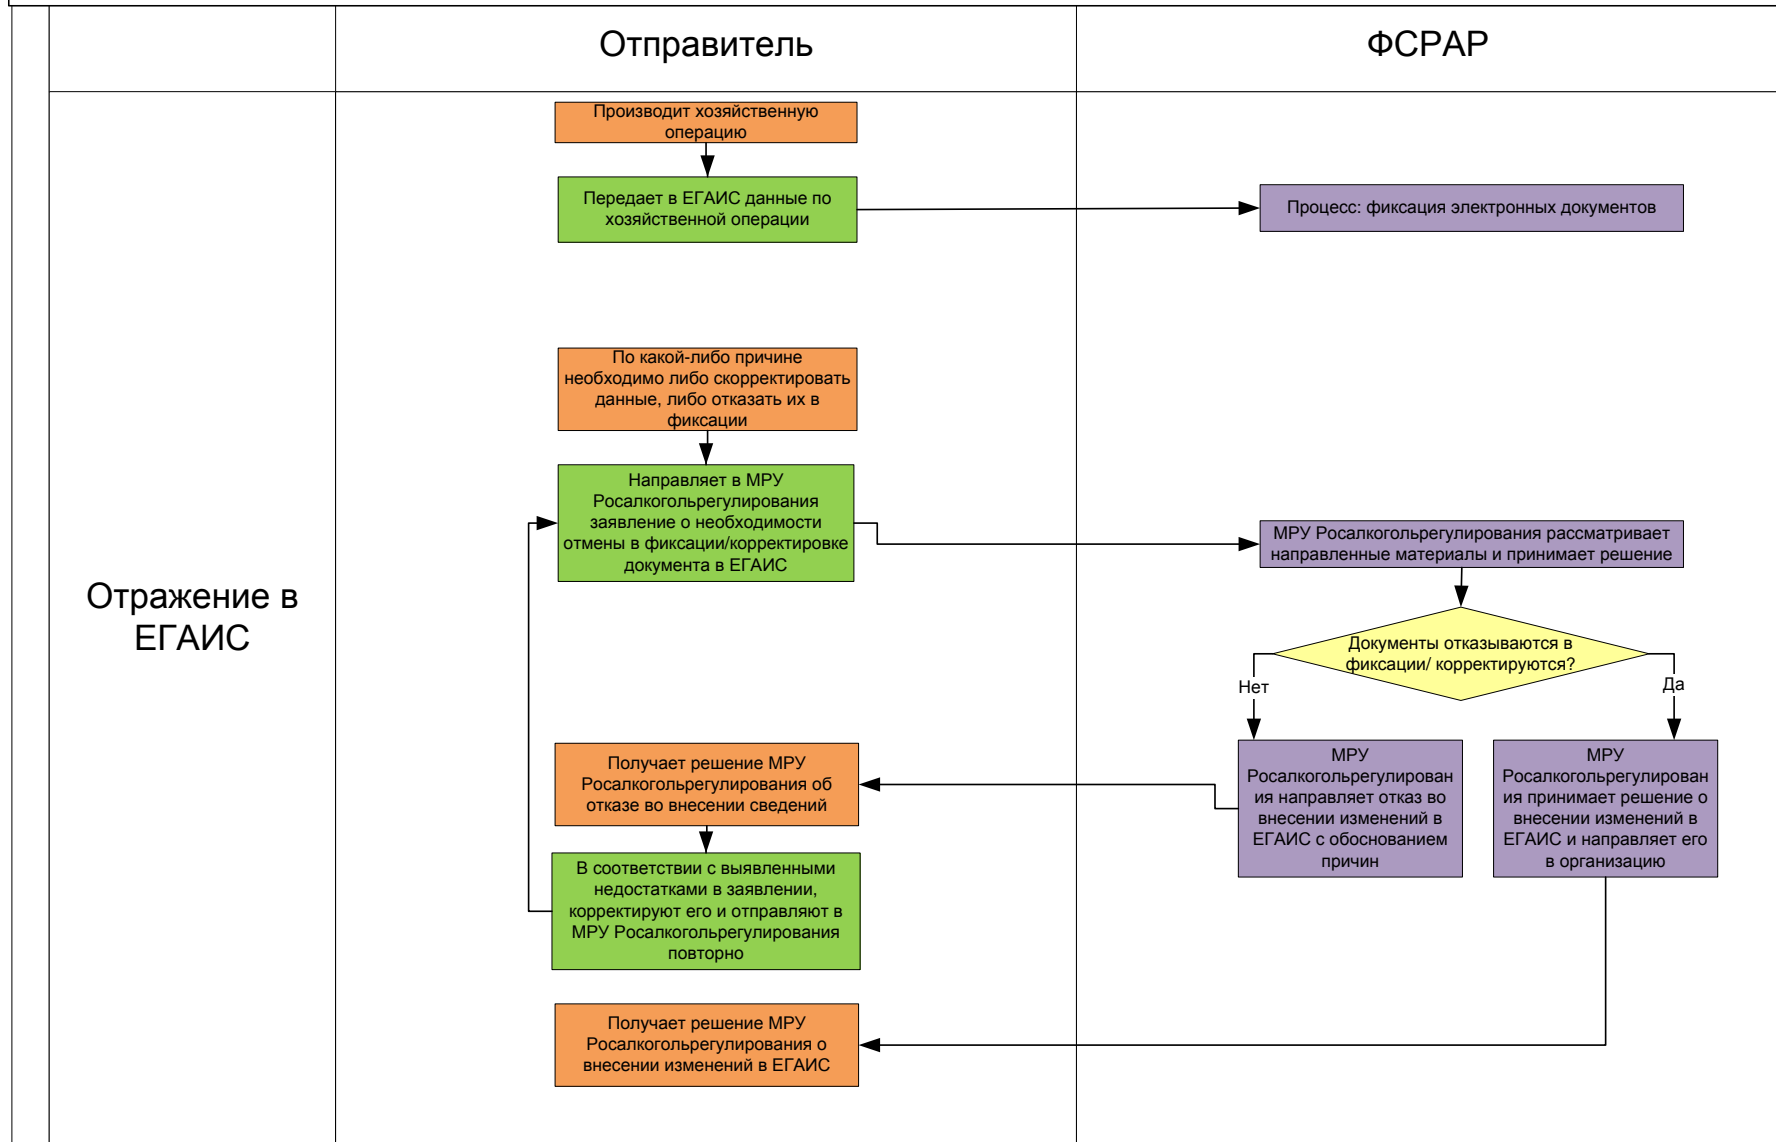 Отправитель
ФСРАР
Отражение в
ЕГАИС
Производит хозяйственную
операцию
Передает в ЕГАИС данные по
хозяйственной операции
Процесс: фиксация электронных документов
По какой-либо причине
необходимо либо скорректировать
данные, либо отказать их в
фиксации
Направляет в МРУ
Росалкогольрегулирования
заявление о необходимости
отмены в фиксации/корректировке
документа в ЕГАИС
МРУ Росалкогольрегулирования рассматривает
направленные материалы и принимает решение
Документы отказываются в
фиксации/ корректируются?
Нет
Да
МРУ
Росалкогольрегулирован
ия направляет отказ во
внесении изменений в
ЕГАИС с обоснованием
причин
МРУ
Росалкогольрегулирован
ия принимает решение о
внесении изменений в
ЕГАИС и направляет его
в организацию
Получает решение МРУ
Росалкогольрегулирования об
отказе во внесении сведений
В соответствии с выявленными
недостатками в заявлении,
корректируют его и отправляют в
МРУ Росалкогольрегулирования
повторно
Получает решение МРУ
Росалкогольрегулирования о
внесении изменений в ЕГАИС